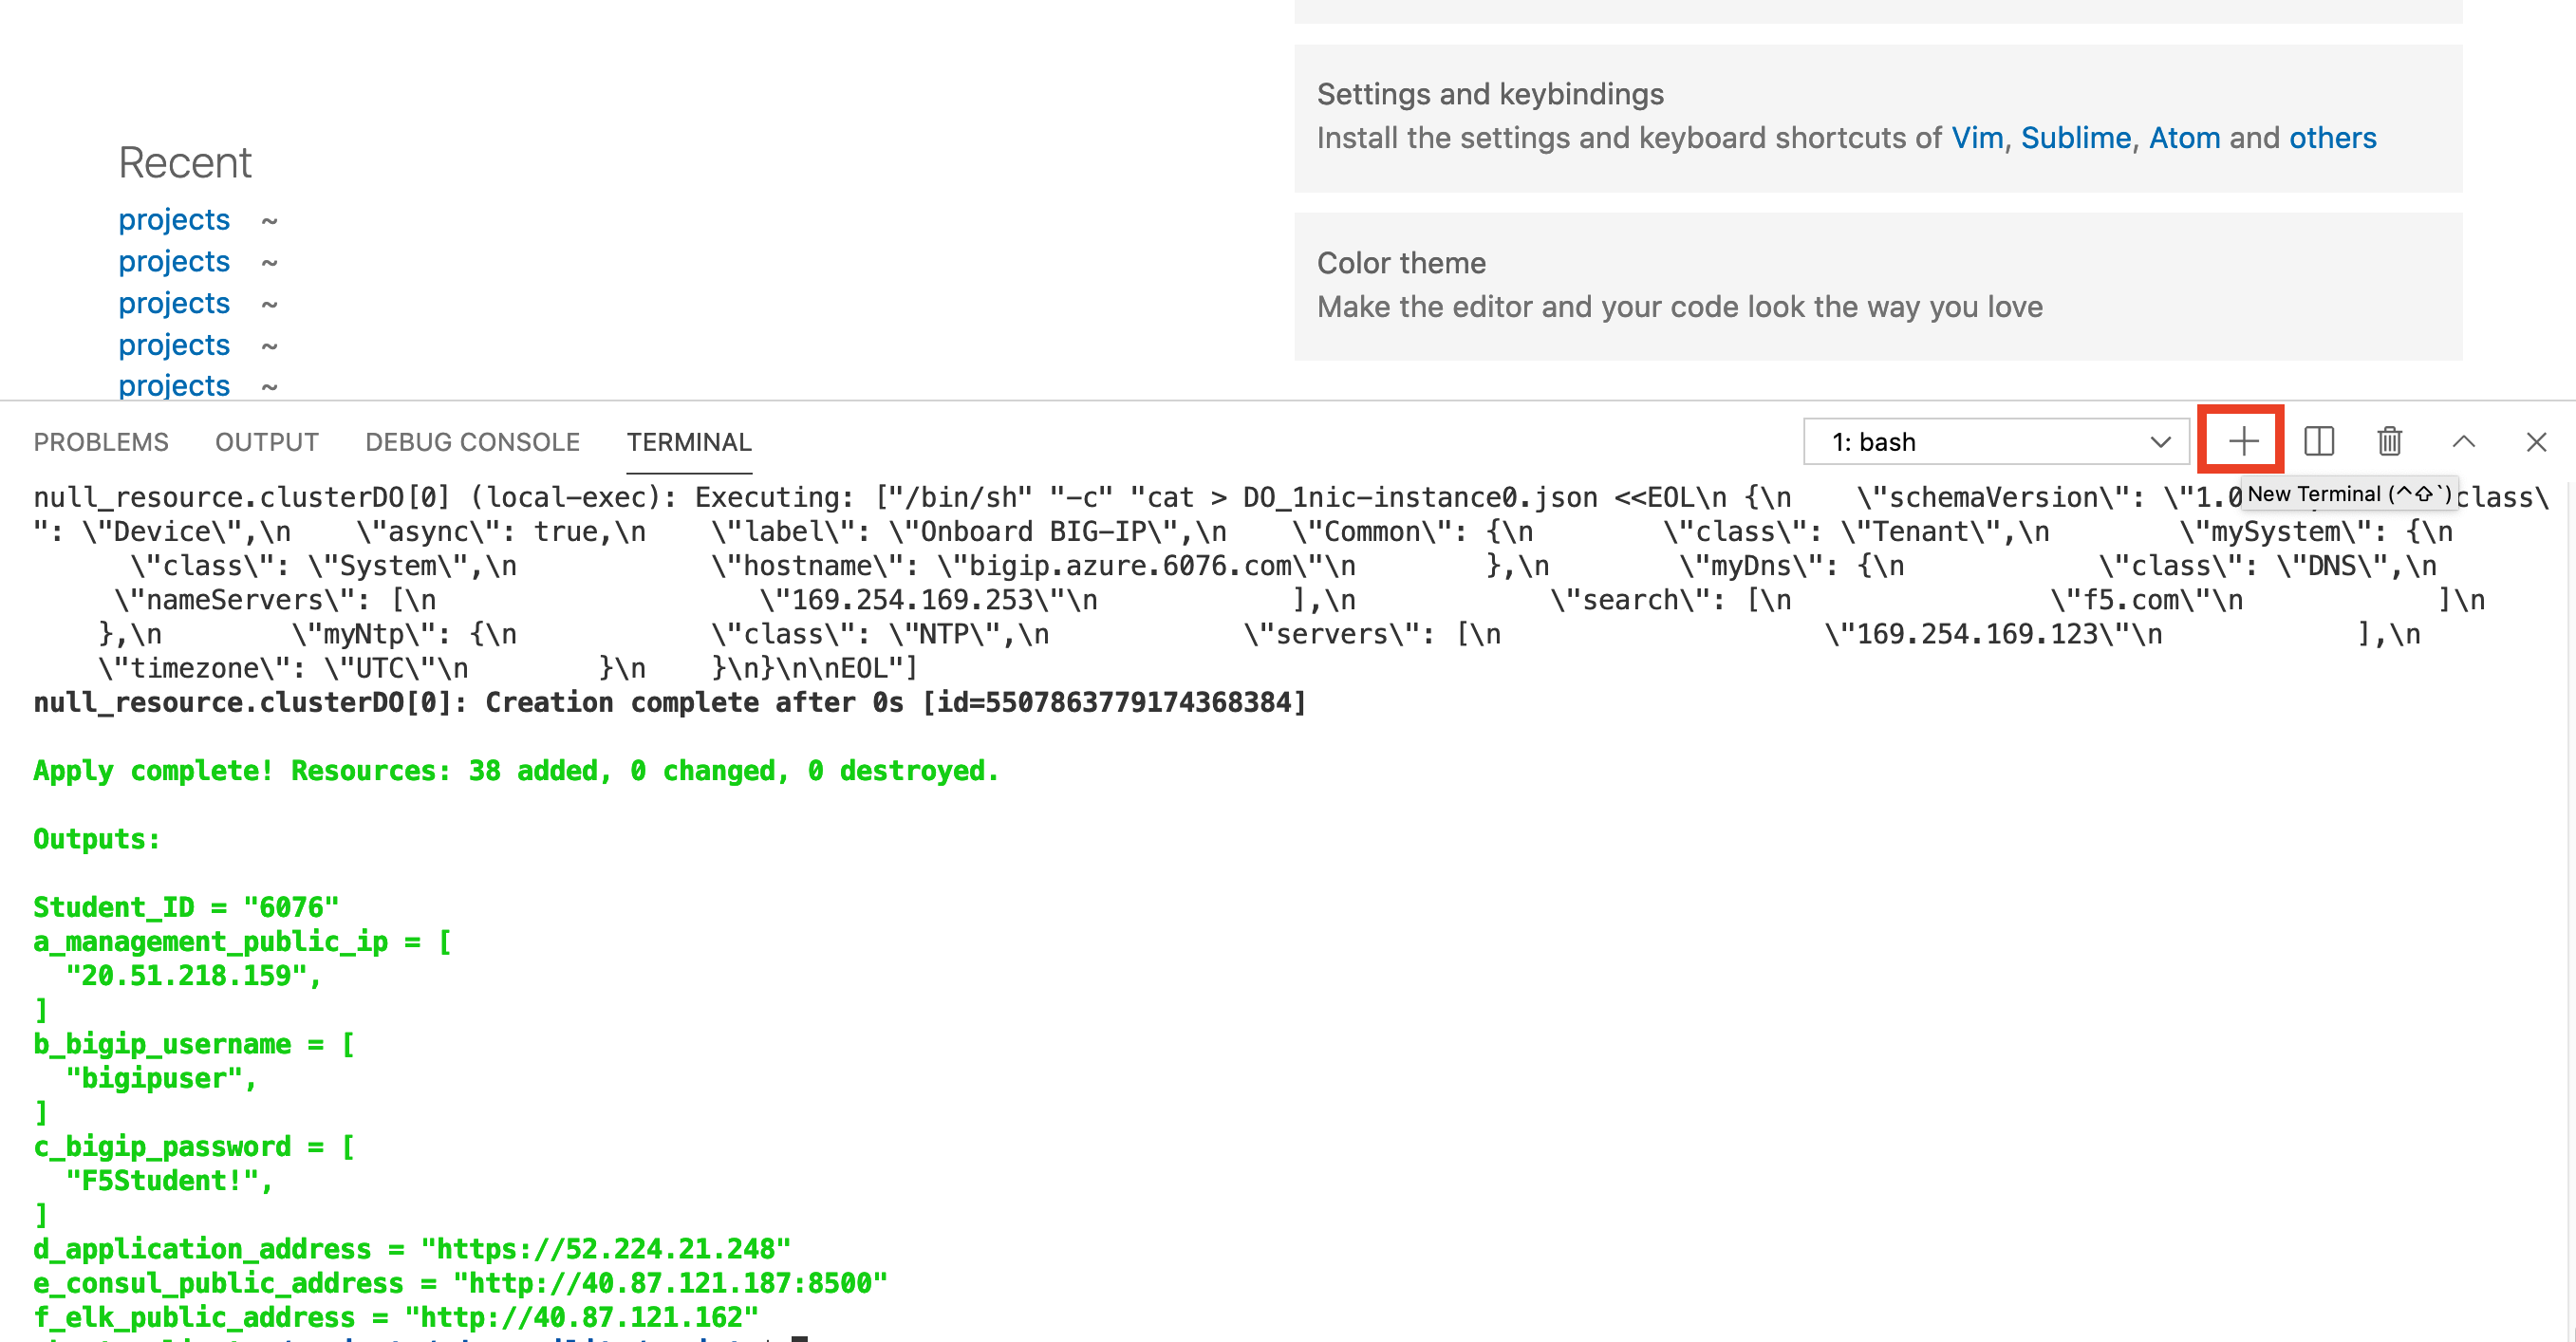 Settings and keybindings
Install the settings and keyboard shortcuts of Vim, Sublime, Atom and others
Recent
projects ~
projects ~
projects ~
projects ~
projects ~
Color theme
Make the editor and your code look the way you love
PROBLEMS OUTPUT DEBUG CONSOLE TERMINAL 1: bash
New Terminal (^⇧`)
null_resource.clusterDO[0] (local-exec): Executing: ["/bin/sh" "-c" "cat > DO_1nic-instance0.json <<EOL\n {\n    \"schemaVersion\": \"1.0 class\
": \"Device\",\n    \"async\": true,\n    \"label\": \"Onboard BIG-IP\",\n    \"Common\": {\n        \"class\": \"Tenant\",\n        \"mySystem\": {\n
      \"class\": \"System\",\n            \"hostname\": \"bigip.azure.6076.com\"\n        },\n        \"myDns\": {\n            \"class\": \"DNS\",\n
     \"nameServers\": [\n                    \"169.254.169.253\"\n            ],\n            \"search\": [\n                \"f5.com\"\n            ]\n
    },\n        \"myNtp\": {\n            \"class\": \"NTP\",\n            \"servers\": [\n                    \"169.254.169.123\"\n            ],\n
    \"timezone\": \"UTC\"\n        }\n    }\n}\n\nEOL"]
null_resource.clusterDO[0]: Creation complete after 0s [id=5507863779174368384]
Apply complete! Resources: 38 added, 0 changed, 0 destroyed.
Outputs:
Student_ID = "6076"
a_management_public_ip = [
  "20.51.218.159",
]
b_bigip_username = [
  "bigipuser",
]
c_bigip_password = [
  "F5Student!",
]
d_application_address = "https://52.224.21.248"
e_consul_public_address = "http://40.87.121.187:8500"
f_elk_public_address = "http://40.87.121.162"